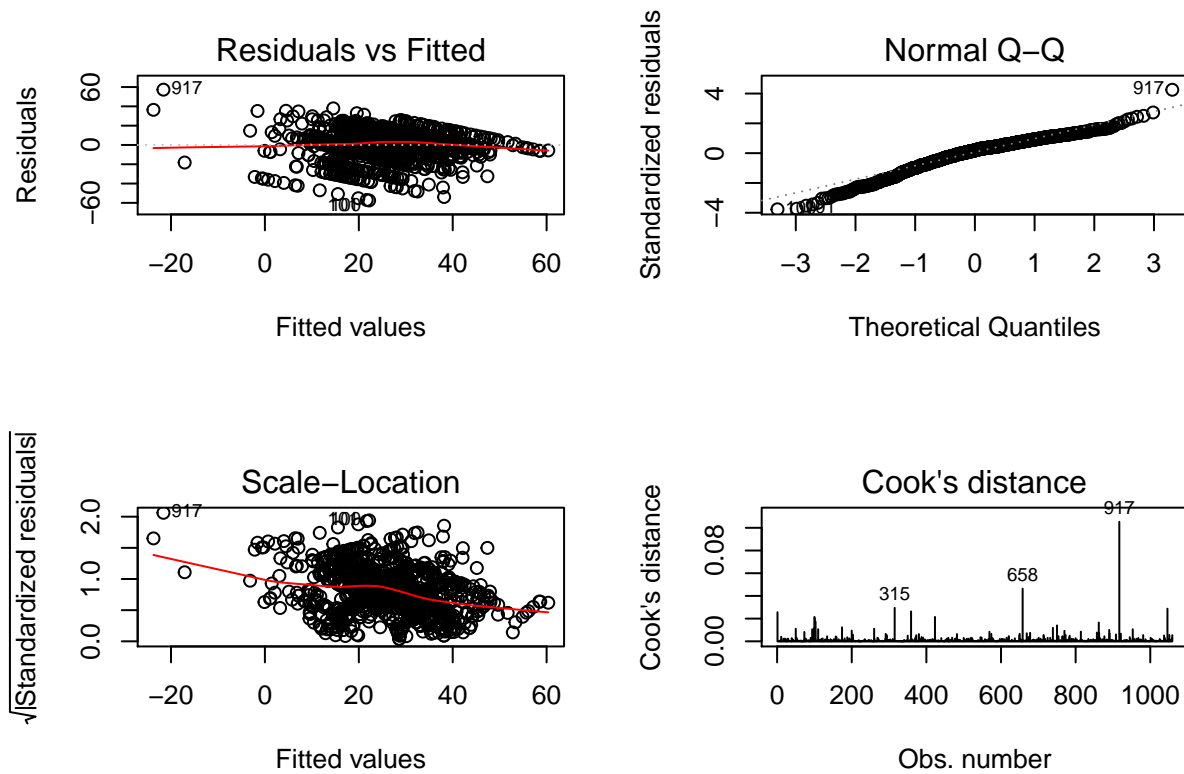 Residuals vs Fitted
Residuals
60
0
−60
917
−20 0 20 40 60
Fitted values
Normal Q−Q
Standardized residuals
4
0
−4
917
−3 −2 −1 0 1 2 3
Theoretical Quantiles
Scale−Location
√|Standardized residuals|
2.0
1.0
0.0
917
−20 0 20 40 60
Fitted values
Cook's distance
Cook's distance
0.08
0.00
315
658
917
0 200 400 600 800 1000
Obs. number